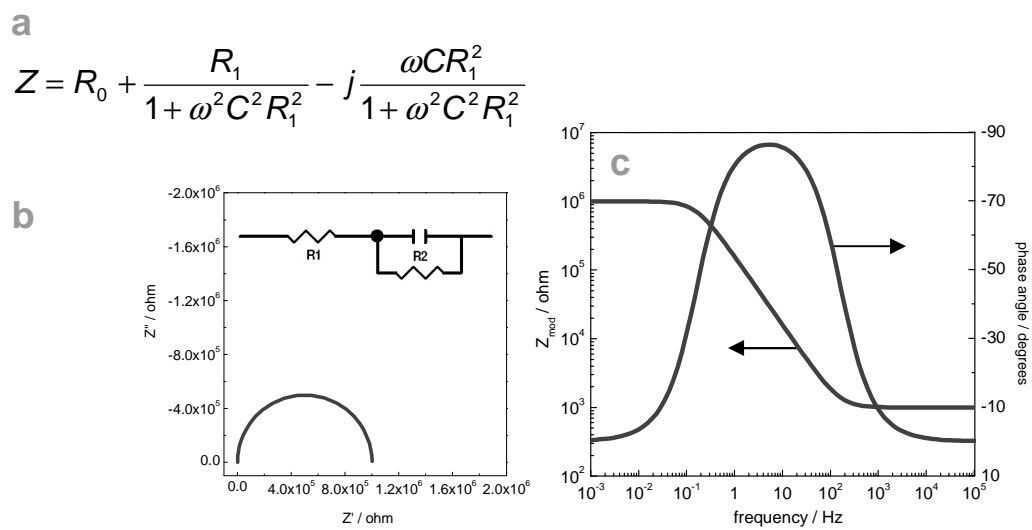 a
Z = R₀ + R₁ / (1 + ω²C²R₁²) − j ωCR₁² / (1 + ω²C²R₁²)
b
-2.0x10⁶
-1.6x10⁶
-1.2x10⁶
-8.0x10⁵
-4.0x10⁵
0.0
Z'' / ohm
R1
R2
0.0
4.0x10⁵
8.0x10⁵
1.2x10⁶
1.6x10⁶
2.0x10⁶
Z' / ohm
c
10⁷
10⁶
10⁵
10⁴
10³
10²
Z_mod / ohm
-90
-70
-50
-30
-10
10
phase angle / degrees
10⁻³
10⁻²
10⁻¹
1
10
10²
10³
10⁴
10⁵
frequency / Hz